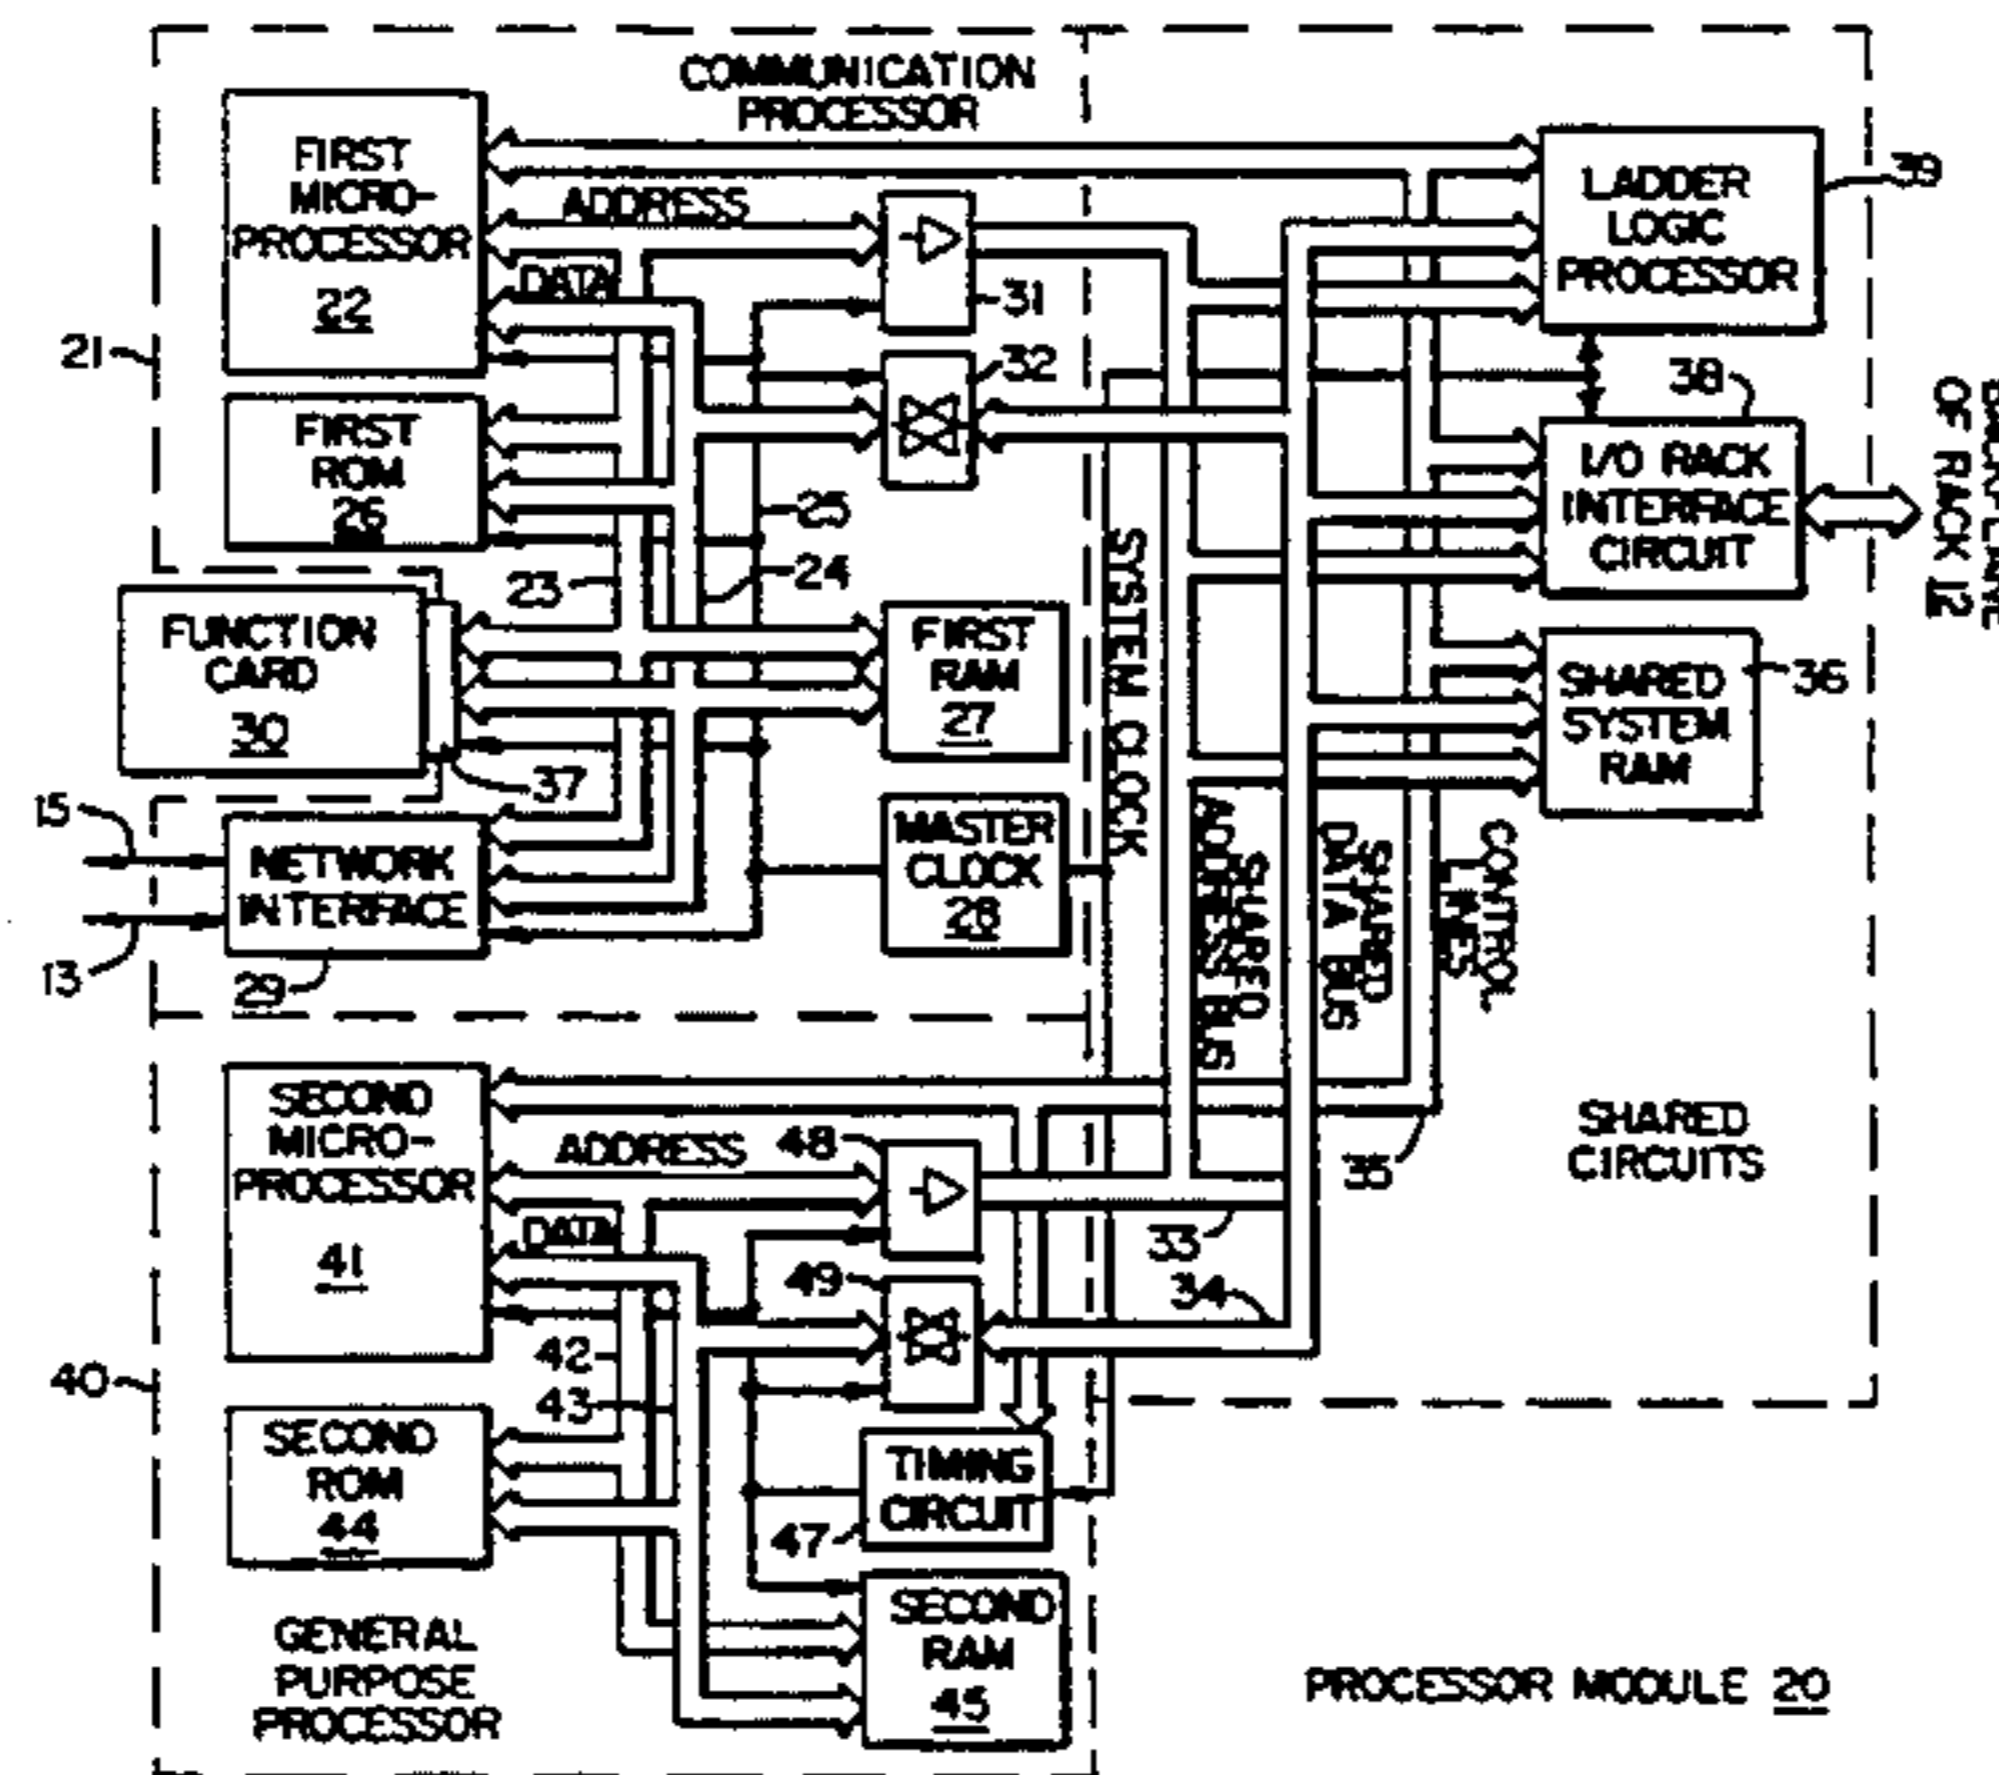 COMMUNICATION
PROCESSOR
FIRST
MICRO-
PROCESSOR
22
ADDRESS
DATA
31
32
LADDER
LOGIC
PROCESSOR
39
21
FIRST
ROM
26
25
24
23
38
I/O RACK
INTERFACE
CIRCUIT
OF RACK 12
FUNCTION
CARD
30
37
FIRST
RAM
27
SYSTEM CLOCK
SHARED
SYSTEM
RAM
36
15
13
NETWORK
INTERFACE
29
MASTER
CLOCK
28
SHARED
ADDRESS BUS
SHARED
DATA BUS
CONTROL
LINES
SECOND
MICRO-
PROCESSOR
41
ADDRESS
DATA
48
49
33
34
35
SHARED
CIRCUITS
40
42
43
SECOND
ROM
44
TIMING
CIRCUIT
47
SECOND
RAM
45
GENERAL
PURPOSE
PROCESSOR
PROCESSOR MODULE 20